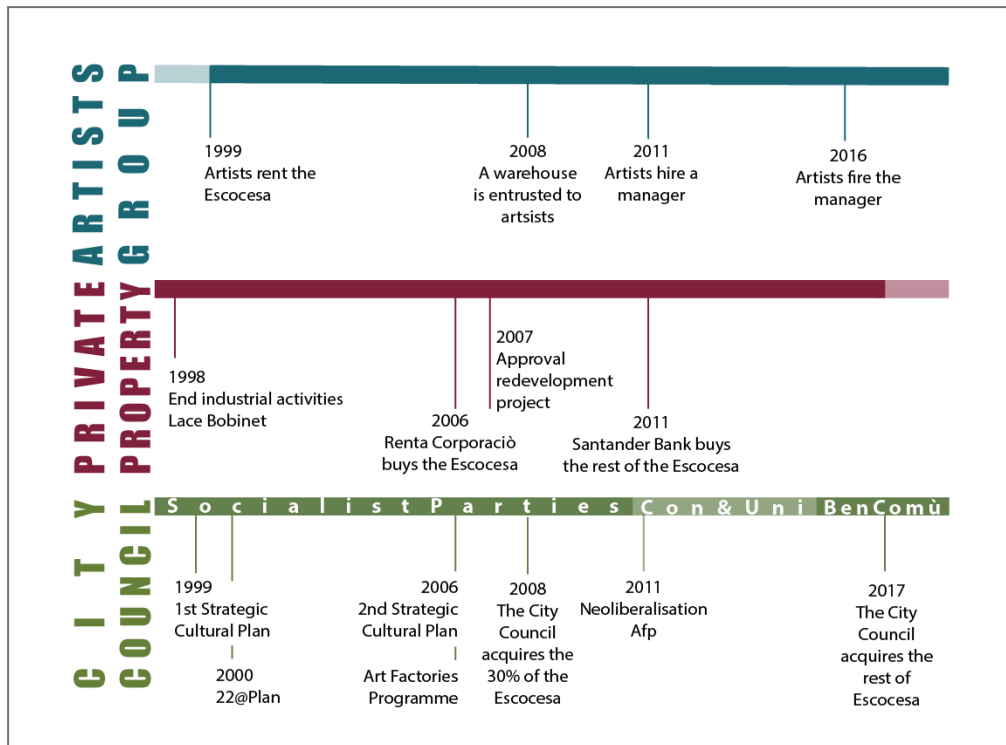 ARTISTS
GROUP
1999
Artists rent the
Escocesa
2008
A warehouse
is entrusted to
artsists
2011
Artists hire a
manager
2016
Artists fire the
manager
PRIVATE
PROPERTY
1998
End industrial activities
Lace Bobinet
2006
Renta Corporaciò
buys the Escocesa
2007
Approval
redevelopment
project
2011
Santander Bank buys
the rest of the Escocesa
CITY
COUNCIL
SocialistParties
Con&Uni
BenComù
1999
1st Strategic
Cultural Plan
2000
22@Plan
2006
2nd Strategic
Cultural Plan
Art Factories
Programme
2008
The City
Council
acquires the
30% of the
Escocesa
2011
Neoliberalisation
Afp
2017
The City
Council
acquires the
rest of
Escocesa